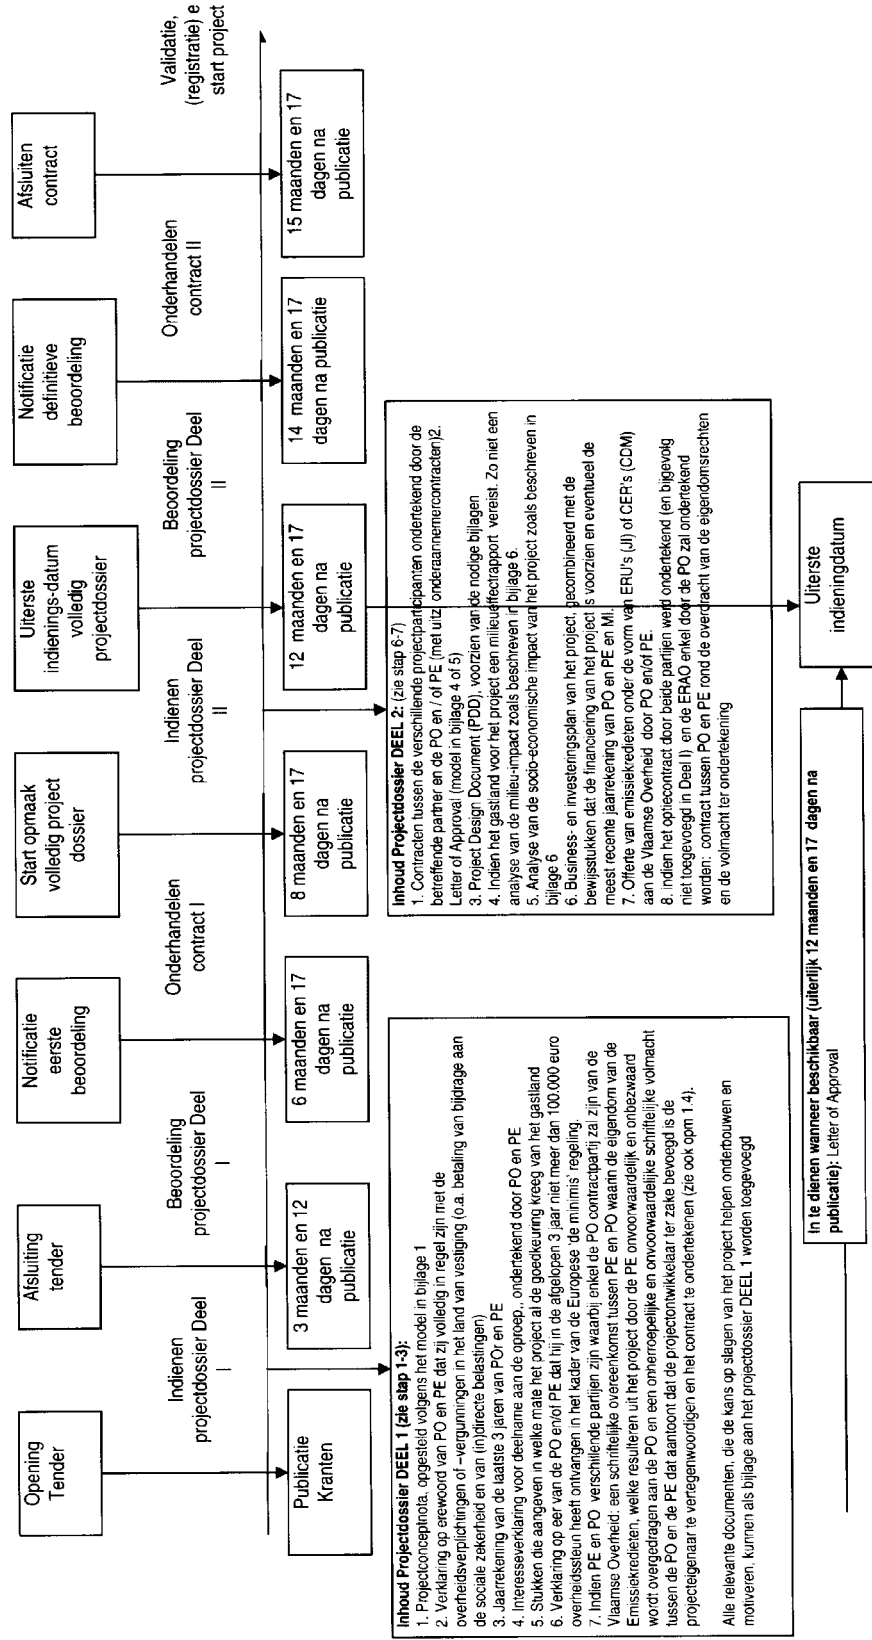 Opening
Tender
Afsluiting
tender
Notificatie
eerste
beoordeling
Start opmaak
volledig project
dossier
Uiterste
indienings-datum
volledig
projectdossier
Notificatie
definitieve
beoordeling
Afsluiten
contract
Indienen
projectdossier Deel
I
Beoordeling
projectdossier Deel
I
Onderhandelen
contract I
Indienen
projectdossier Deel
II
Beoordeling
projectdossier Deel
II
Onderhandelen
contract II
Validatie,
(registratie) e
start project
Publicatie
Kranten
3 maanden en 12
dagen na
publicatie
6 maanden en 17
dagen na
publicatie
8 maanden en 17
dagen na
publicatie
12 maanden en 17
dagen na
publicatie
14 maanden en 17
dagen na publicatie
15 maanden en 17
dagen na
publicatie
Inhoud Projectdossier DEEL 1 (zie stap 1-3):
1. Projectconceptnota, opgesteld volgens het model in bijlage 1
2. Verklaring op erewoord van PO en PE dat zij volledig in regel zijn met de
overheidsverplichtingen of –vergunningen in het land van vestiging (o.a. betaling van bijdrage aan
de sociale zekerheid en van (in)directe belastingen)
3. Jaarrekening van de laatste 3 jaren van POr en PE
4. Interesseverklaring voor deelname aan de oproep,, ondertekend door PO en PE
5. Stukken die aangeven in welke mate het project al de goedkeuring kreeg van het gastland
6. Verklaring op eer van de PO en/of PE dat hij in de afgelopen 3 jaar niet meer dan 100.000 euro
overheidssteun heeft ontvangen in het kader van de Europese 'de minimis' regeling.
7. Indien PE en PO verschillende partijen zijn waarbij enkel de PO contractpartij zal zijn van de
Vlaamse Overheid: een schriftelijke overeenkomst tussen PE en PO waarin de eigendom van de
Emissiekredieten, welke resulteren uit het project door de PE onvoorwaardelijk en onbezwaard
wordt overgedragen aan de PO en een onherroepelijke en onvoorwaardelijke schriftelijke volmacht
tussen de PO en de PE dat aantoont dat de projectontwikkelaar ter zake bevoegd is de
projecteigenaar te vertegenwoordigen en het contract te ondertekenen (zie ook opm 1.4).
Alle relevante documenten, die de kans op slagen van het project helpen onderbouwen en
motiveren, kunnen als bijlage aan het projectdossier DEEL 1 worden toegevoegd
Inhoud Projectdossier DEEL 2: (zie stap 6-7)
1. Contracten tussen de verschillende projectparticipanten ondertekend door de
betreffende partner en de PO en / of PE (met uitz. onderaannemercontracten)2.
Letter of Approval (model in bijlage 4 of 5)
3. Project Design Document (PDD), voorzien van de nodige bijlagen
4. Indien het gastland voor het project een milieueffectrapport vereist. Zo niet een
analyse van de milieu-impact zoals beschreven in bijlage 6.
5. Analyse van de socio-economische impact van het project zoals beschreven in
bijlage 6
6. Business- en investeringsplan van het project, gecombineerd met de
bewijsstukken dat de financiering van het project is voorzien en eventueel de
meest recente jaarrekening van PO en PE en MI.
7. Offerte van emissiekredieten onder de vorm van ERU's (JI) of CER's (CDM)
aan de Vlaamse Overheid door PO en/of PE.
8. indien het optiecontract door beide partijen werd ondertekend (en bijgevolg
niet toegevoegd in Deel I) en de ERAO enkel door de PO zal ondertekend
worden: contract tussen PO en PE rond de overdracht van de eigendomsrechten
en de volmacht ter ondertekening
In te dienen wanneer beschikbaar (uiterlijk 12 maanden en 17 dagen na
publicatie): Letter of Approval
Uiterste
indieningdatum